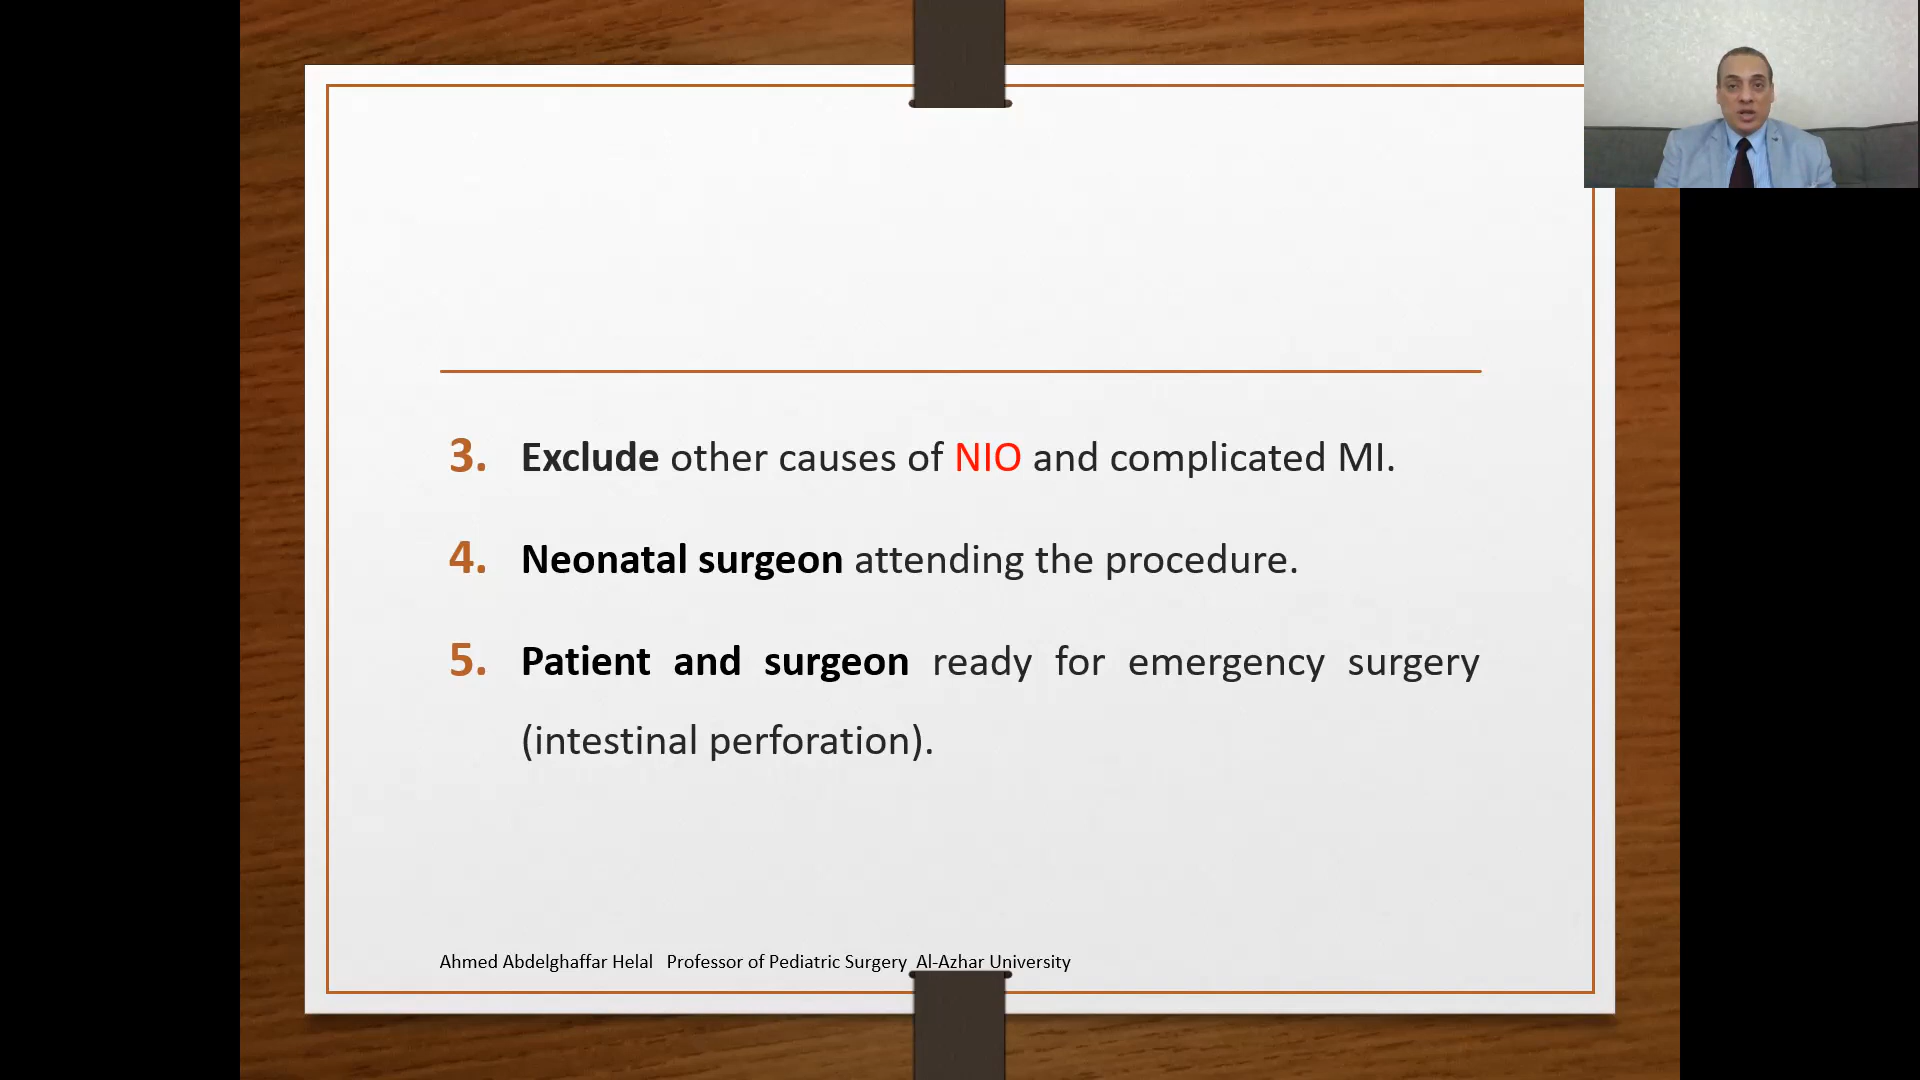 3. Exclude other causes of NIO and complicated MI.
4. Neonatal surgeon attending the procedure.
5. Patient and surgeon ready for emergency surgery
(intestinal perforation).
Ahmed Abdelghaffar Helal Professor of Pediatric Surgery Al-Azhar University